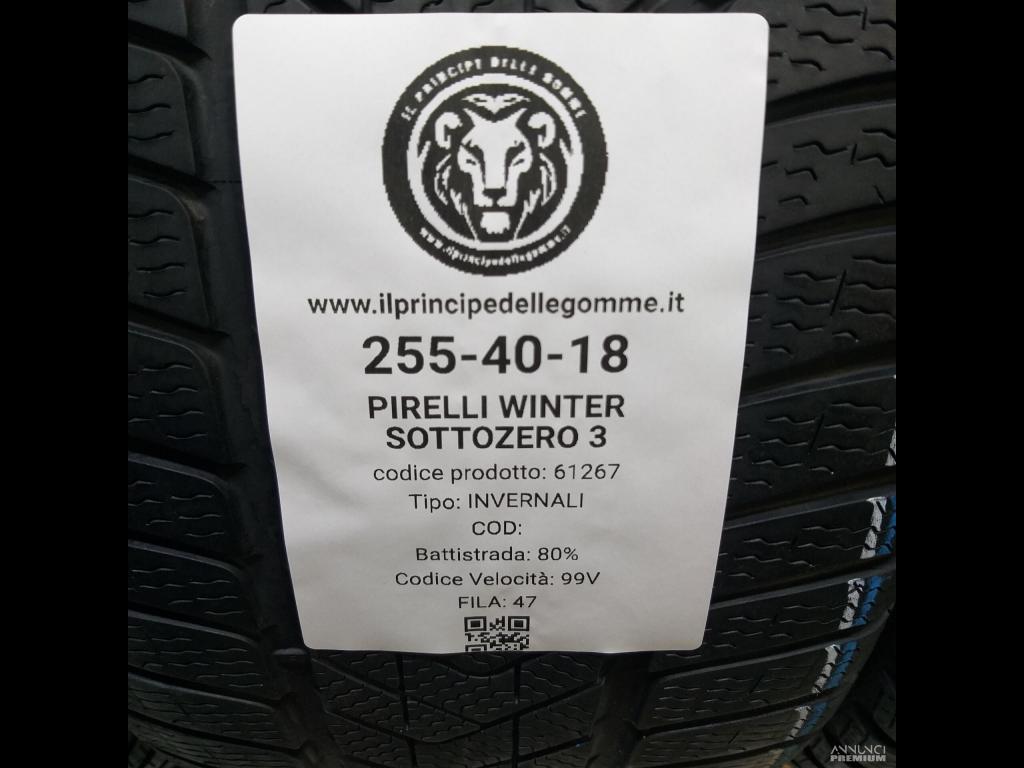 IL PRINCIPE DELLE GOMME
www.ilprincipedellegomme.it
www.ilprincipedellegomme.it
255-40-18
PIRELLI WINTER
SOTTOZERO 3
codice prodotto: 61267
Tipo: INVERNALI
COD:
Battistrada: 80%
Codice Velocità: 99V
FILA: 47
ANNUNCI
PREMIUM